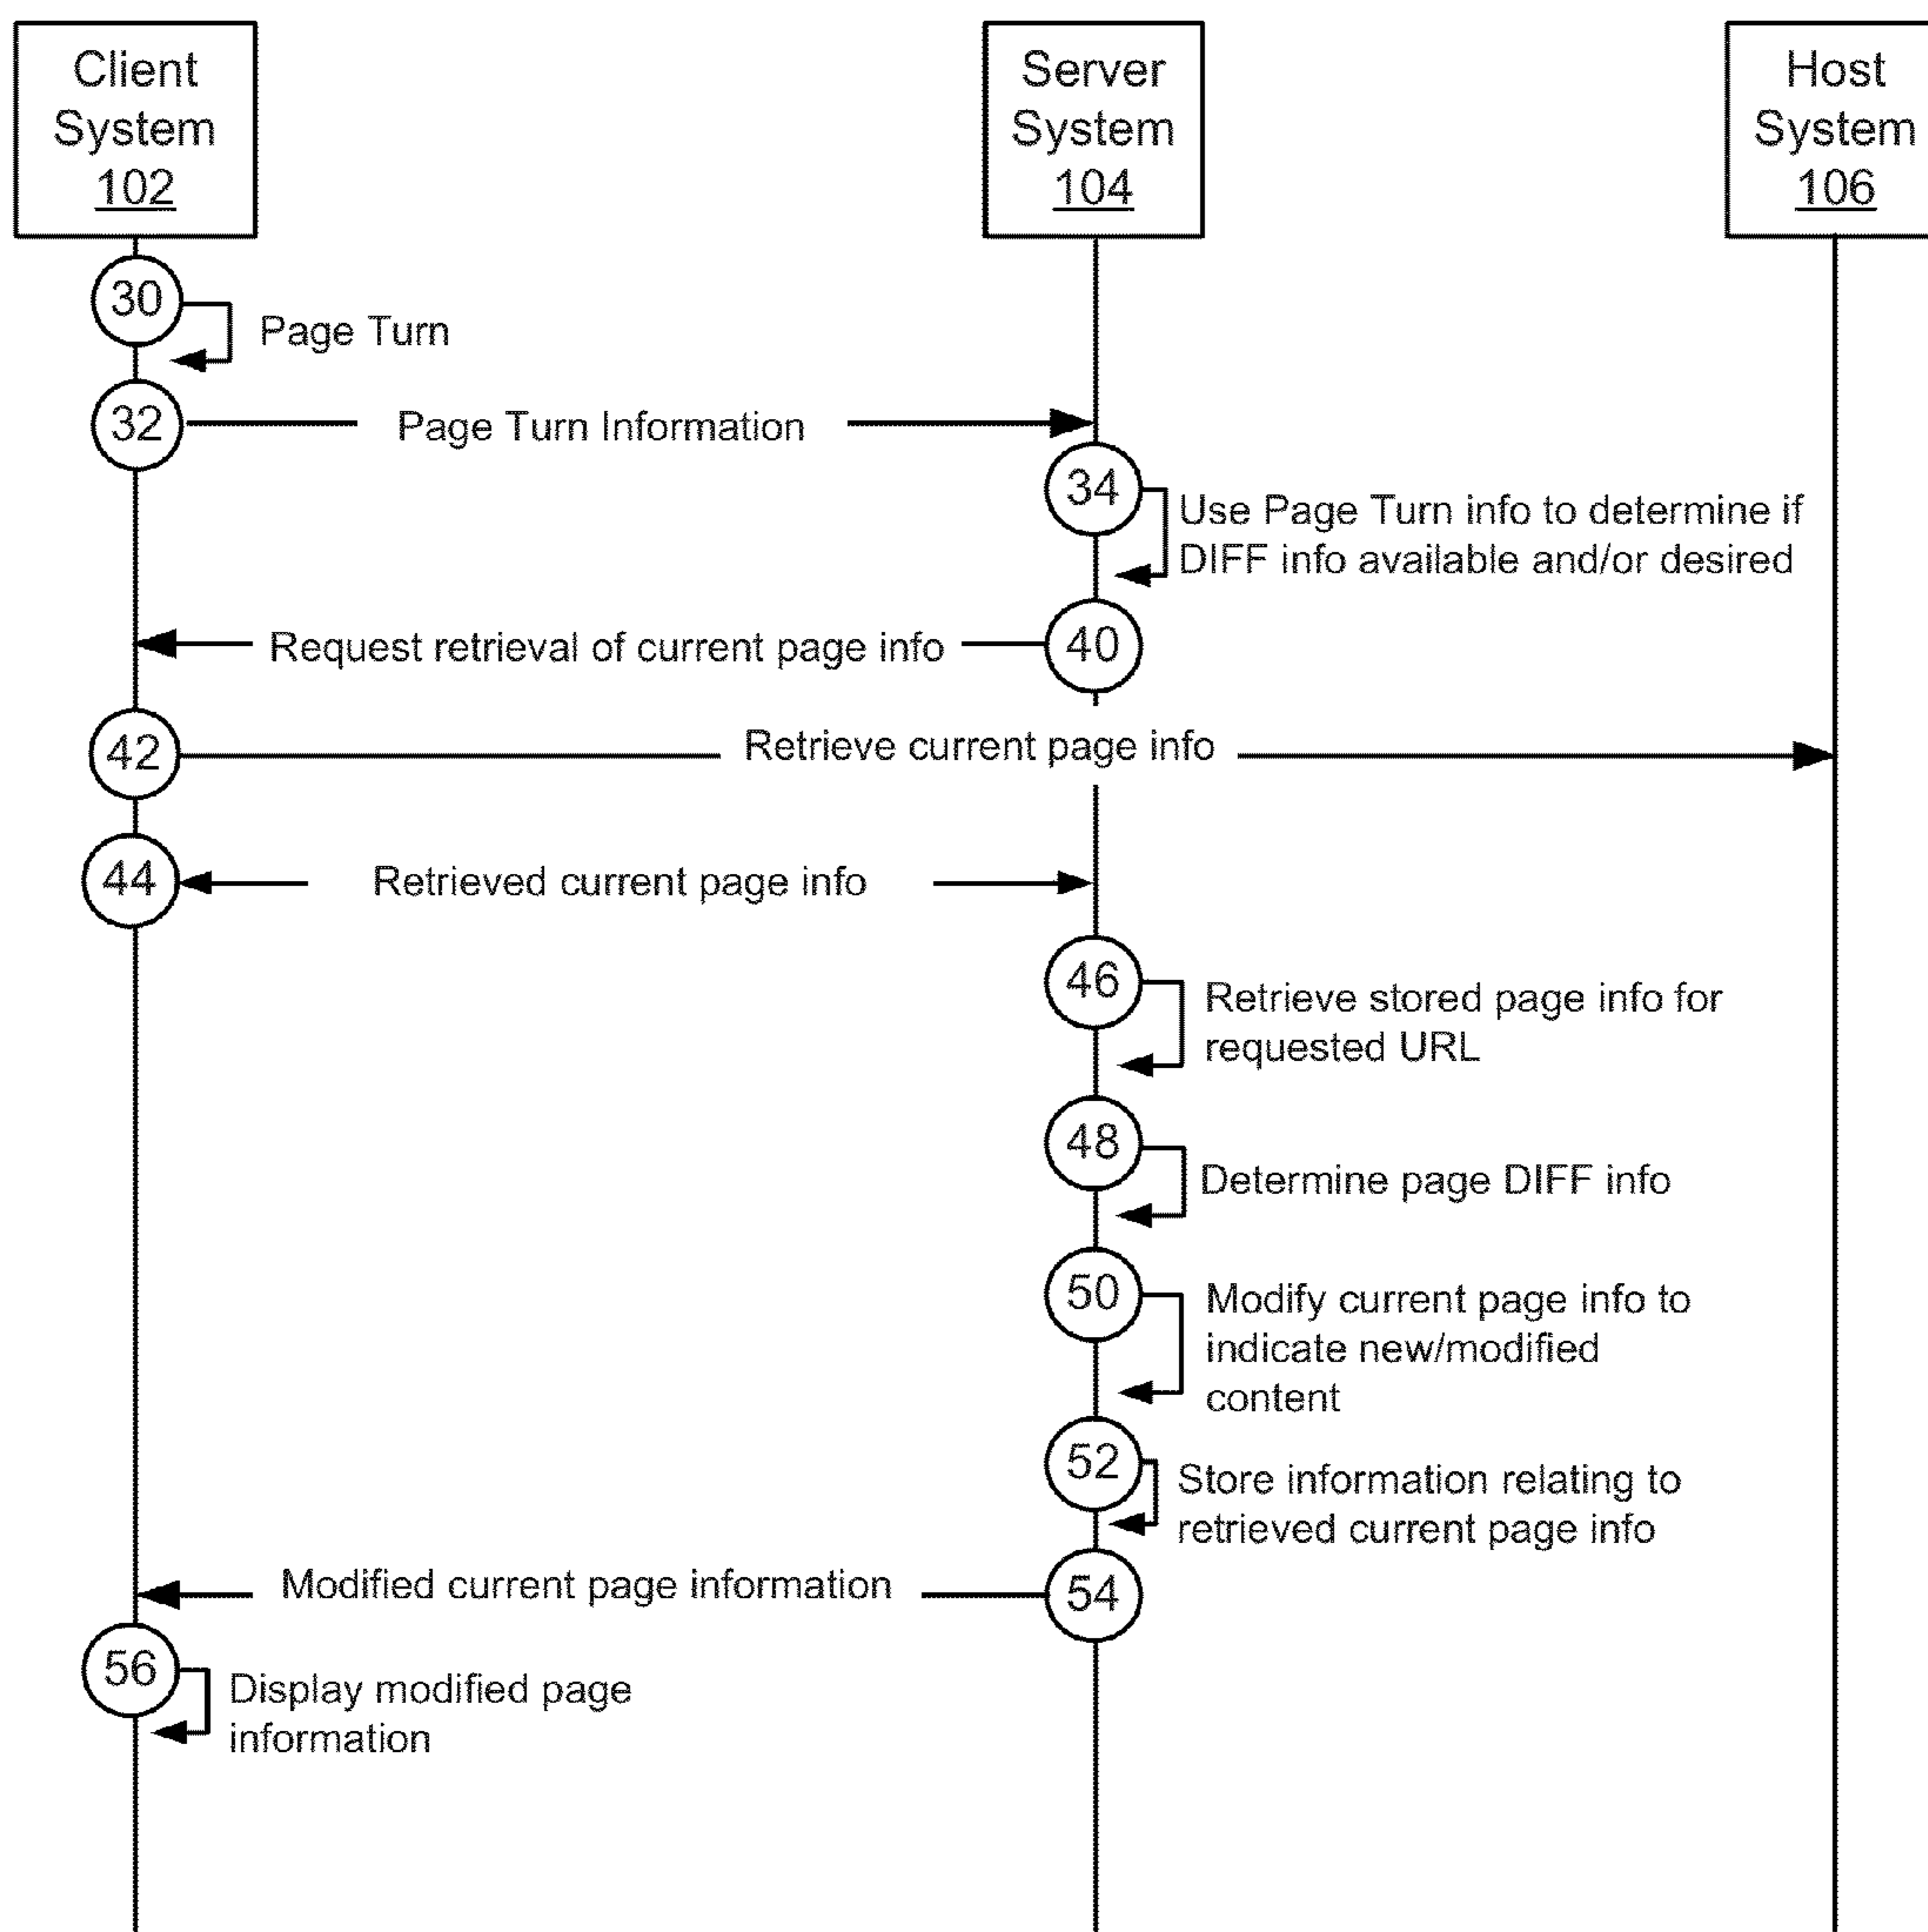 Client
System
102
Server
System
104
Host
System
106
30
Page Turn
32
Page Turn Information
34
Use Page Turn info to determine if
DIFF info available and/or desired
Request retrieval of current page info
40
42
Retrieve current page info
44
Retrieved current page info
46
Retrieve stored page info for
requested URL
48
Determine page DIFF info
50
Modify current page info to
indicate new/modified
content
52
Store information relating to
retrieved current page info
Modified current page information
54
56
Display modified page
information